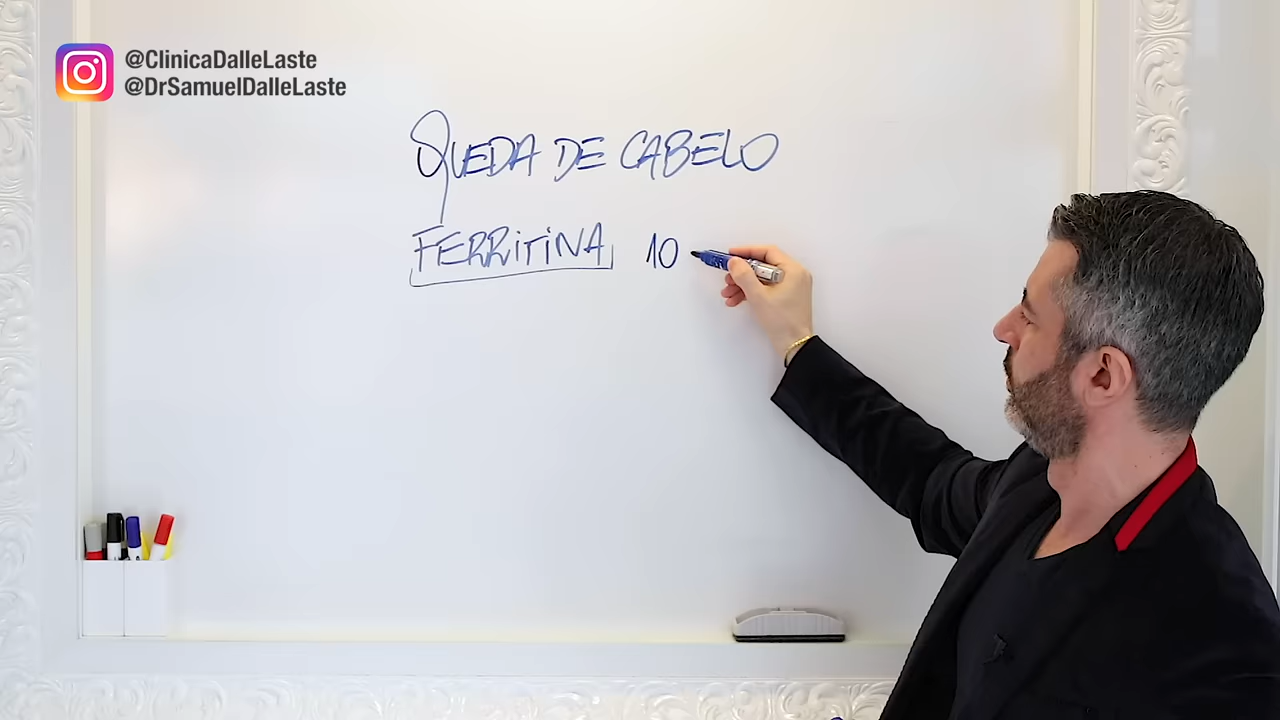 @ClinicaDalleLaste
@DrSamuelDalleLaste
QUEDA DE CABELO
FERRITINA 10